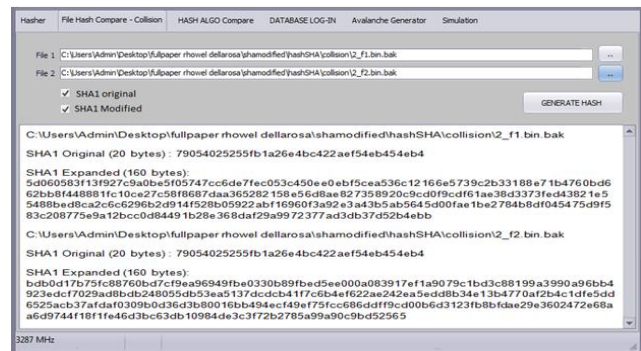 Hasher File Hash Compare - Collision HASH ALGO Compare DATABASE LOG-IN Avalanche Generator Simulation
File 1 C:\Users\Admin\Desktop\fullpaper rhowel dellarosa\shamodified\hashSHA\collision\2_f1.bin.bak ...
File 2 C:\Users\Admin\Desktop\fullpaper rhowel dellarosa\shamodified\hashSHA\collision\2_f2.bin.bak ...
SHA1 original
SHA1 Modified
GENERATE HASH
C:\Users\Admin\Desktop\fullpaper rhowel dellarosa\shamodified\hashSHA\collision\2_f1.bin.bak
SHA1 Original (20 bytes) : 79054025255fb1a26e4bc422aef54eb454eb4
SHA1 Expanded (160 bytes):
5d060583f13f927c9a0be5f05747cc6de7fec053c450ee0ebf5cea536c12166e5739c2b33188e71b4760bd6
62bb8f448881fc10ce27c58f8687daa365282158e56d8ae827358920c9cd0f9cdf61ae38d3373fed43821e5
5488bed8ca2c6c6296b2d914f528b05922abf16960f3a92e3a43b5ab5645d00fae1be2784b8df045475d9f5
83c208775e9a12bcc0d84491b28e368daf29a9972377ad3db37d52b4ebb
C:\Users\Admin\Desktop\fullpaper rhowel dellarosa\shamodified\hashSHA\collision\2_f2.bin.bak
SHA1 Original (20 bytes) : 79054025255fb1a26e4bc422aef54eb454eb4
SHA1 Expanded (160 bytes):
bdb0d17b75fc88760bd7cf9ea96949fbe0330b89fbed5ee000a083917ef1a9079c1bd3c88199a3990a96bb4
923edcf7029ad8bdb248055db53ea5137dcdcb41f7c6b4ef622ae242ea5edd8b34e13b4770af2b4c1dfe5dd
6525acb37afdaf0309b0d36d3b80016bb494ecf49ef75fcc686ddff9cd00b6d3123fb8bfdae29e3602472e68a
a6d9744f18f1fe46d3bc63db10984de3c3f72b2785a99a90c9bd52565
3287 MHz